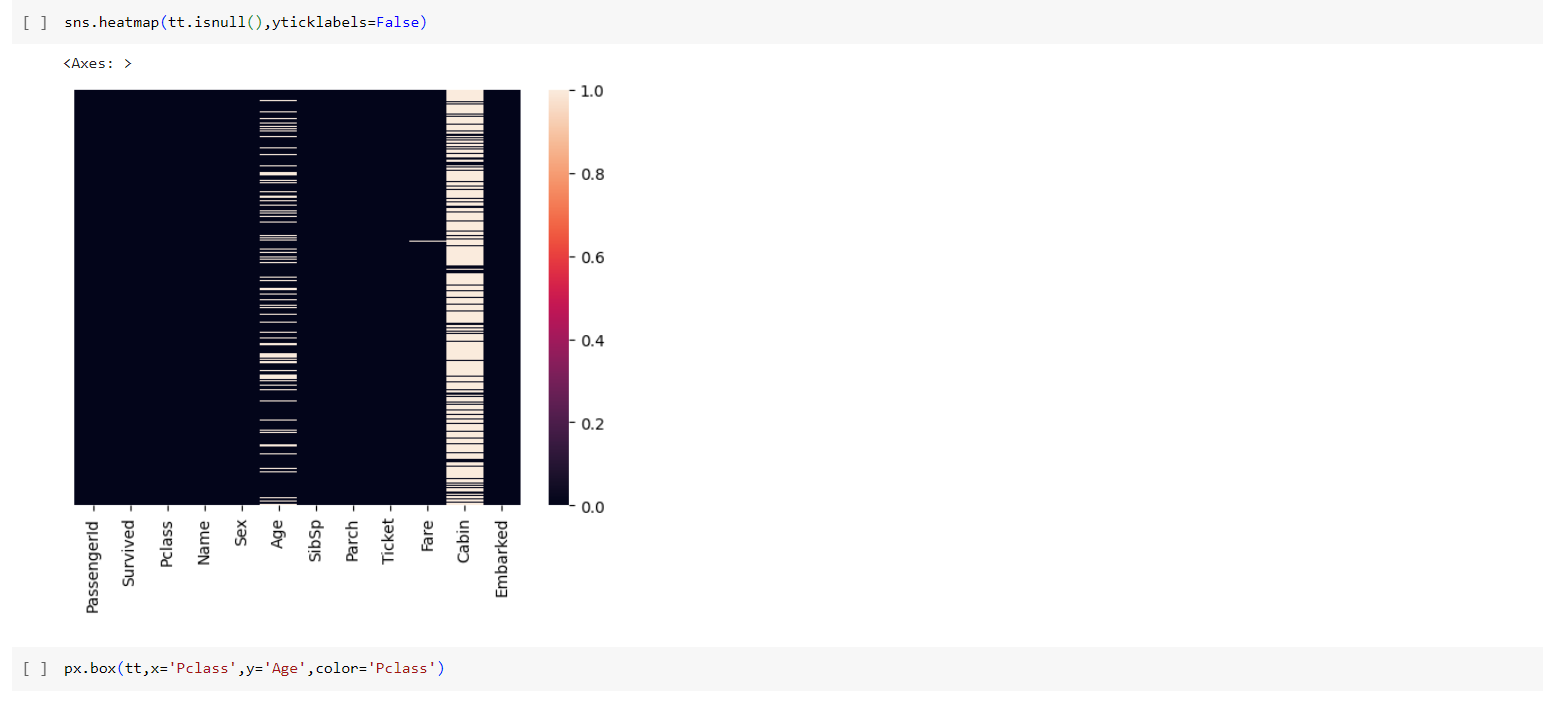 [ ] sns.heatmap(tt.isnull(),yticklabels=False)
<Axes: >
1.0
0.8
0.6
0.4
0.2
0.0
PassengerId
Survived
Pclass
Name
Sex
Age
SibSp
Parch
Ticket
Fare
Cabin
Embarked
[ ] px.box(tt,x='Pclass',y='Age',color='Pclass')